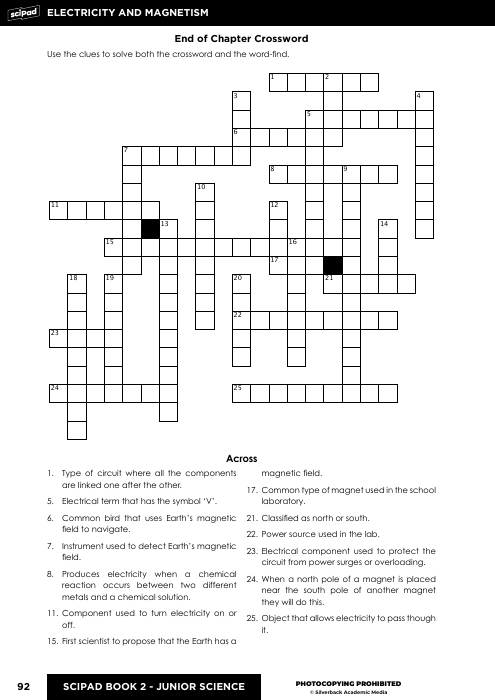 scipad ELECTRICITY AND MAGNETISM
End of Chapter Crossword
Use the clues to solve both the crossword and the word-find.
1 2
3 4
5
6
7
8 9
10
11 12
13 14
15 16
17
18 19 20 21
22
23
24 25
Across
1. Type of circuit where all the components
are linked one after the other.
5. Electrical term that has the symbol ‘V’.
6. Common bird that uses Earth’s magnetic
field to navigate.
7. Instrument used to detect Earth’s magnetic
field.
8. Produces electricity when a chemical
reaction occurs between two different
metals and a chemical solution.
11. Component used to turn electricity on or
off.
15. First scientist to propose that the Earth has a
magnetic field.
17. Common type of magnet used in the school
laboratory.
21. Classified as north or south.
22. Power source used in the lab.
23. Electrical component used to protect the
circuit from power surges or overloading.
24. When a north pole of a magnet is placed
near the south pole of another magnet
they will do this.
25. Object that allows electricity to pass though
it.
92 SCIPAD BOOK 2 - JUNIOR SCIENCE
PHOTOCOPYING PROHIBITED
© Silverback Academic Media